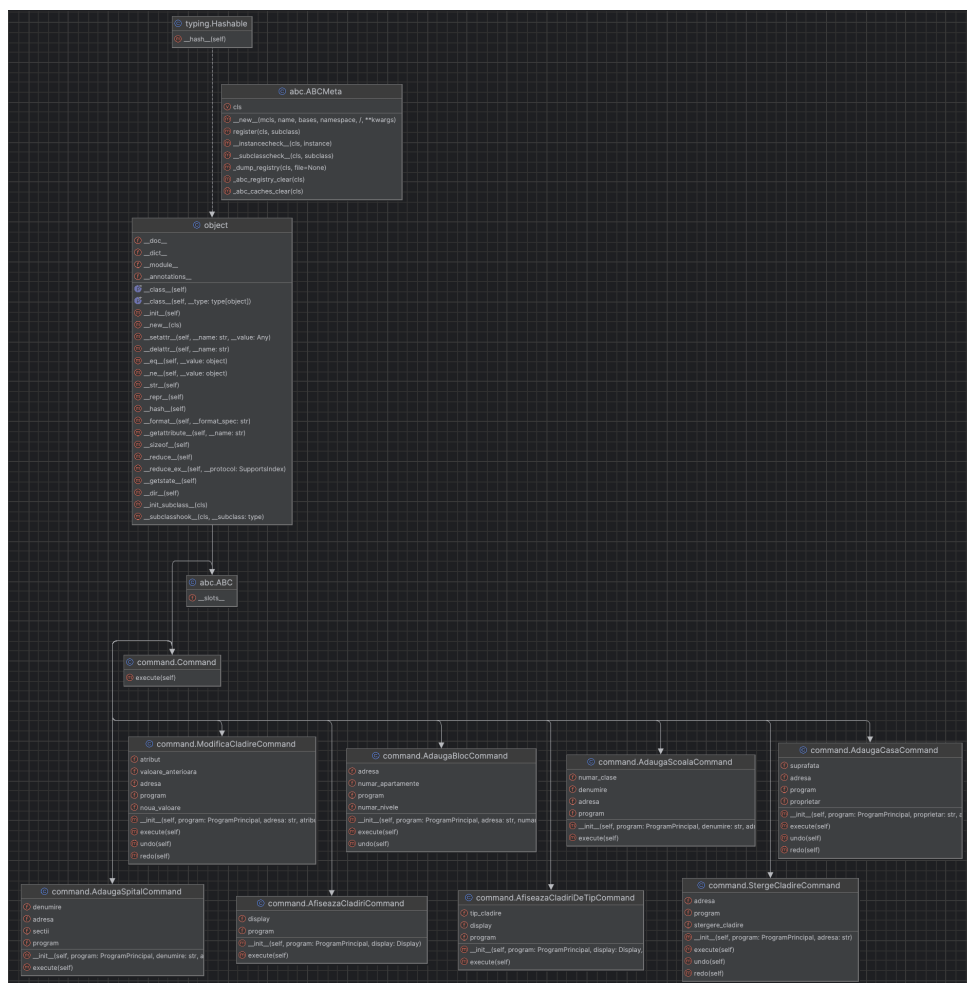 typing.Hashable
__hash__(self)
abc.ABCMeta
cls
__new__(mcls, name, bases, namespace, /, **kwargs)
register(cls, subclass)
__instancecheck__(cls, instance)
__subclasscheck__(cls, subclass)
_dump_registry(cls, file=None)
_abc_registry_clear(cls)
_abc_caches_clear(cls)
object
__doc__
__dict__
__module__
__annotations__
__class__(self)
__class__(self, __type: type[object])
__init__(self)
__new__(cls)
__setattr__(self, __name: str, __value: Any)
__delattr__(self, __name: str)
__eq__(self, __value: object)
__ne__(self, __value: object)
__str__(self)
__repr__(self)
__hash__(self)
__format__(self, __format_spec: str)
__getattribute__(self, __name: str)
__sizeof__(self)
__reduce__(self)
__reduce_ex__(self, __protocol: SupportsIndex)
__getstate__(self)
__dir__(self)
__init_subclass__(cls)
__subclasshook__(cls, __subclass: type)
abc.ABC
__slots__
command.Command
execute(self)
command.ModificaCladireCommand
atribut
valoare_anterioara
adresa
program
noua_valoare
__init__(self, program: ProgramPrincipal, adresa: str, atribu
execute(self)
undo(self)
redo(self)
command.AdaugaBlocCommand
adresa
numar_apartamente
program
numar_nivele
__init__(self, program: ProgramPrincipal, adresa: str, numar
execute(self)
undo(self)
command.AdaugaScoalaCommand
numar_clase
denumire
adresa
program
__init__(self, program: ProgramPrincipal, denumire: str, adr
execute(self)
command.AdaugaCasaCommand
suprafata
adresa
program
proprietar
__init__(self, program: ProgramPrincipal, proprietar: str, a
execute(self)
undo(self)
redo(self)
command.AdaugaSpitalCommand
denumire
adresa
sectii
program
__init__(self, program: ProgramPrincipal, denumire: str, a
execute(self)
command.AfiseazaCladiriCommand
display
program
__init__(self, program: ProgramPrincipal, display: Display)
execute(self)
command.AfiseazaCladiriDeTipCommand
tip_cladire
display
program
__init__(self, program: ProgramPrincipal, display: Display,
execute(self)
command.StergeCladireCommand
adresa
program
stergere_cladire
__init__(self, program: ProgramPrincipal, adresa: str)
execute(self)
undo(self)
redo(self)